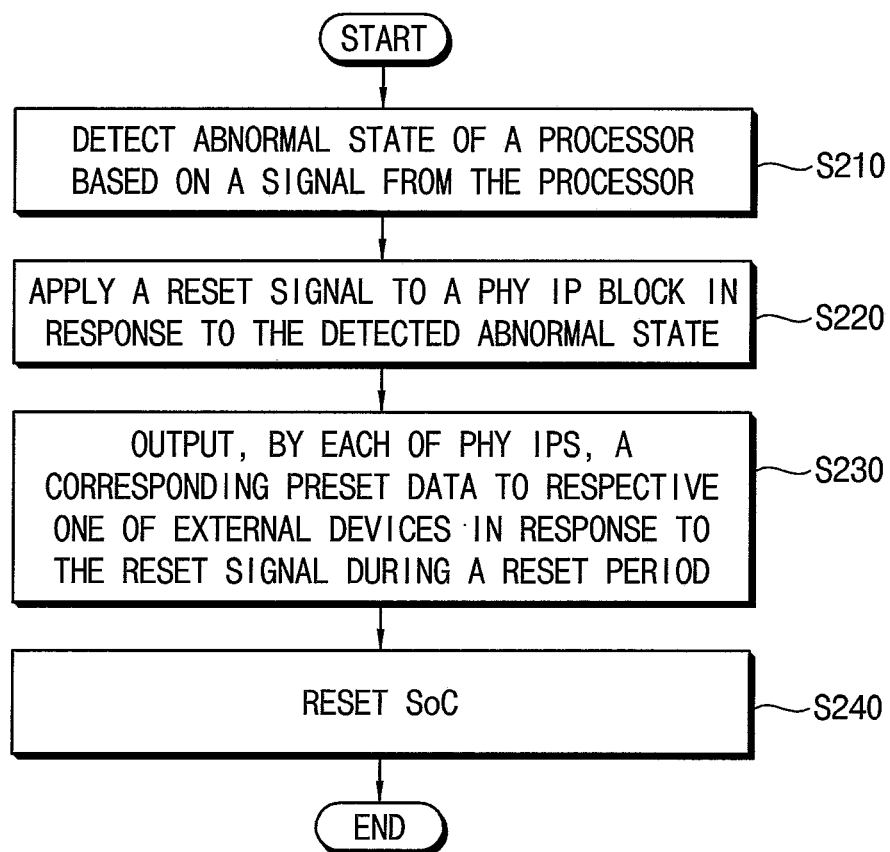 START
DETECT ABNORMAL STATE OF A PROCESSOR
BASED ON A SIGNAL FROM THE PROCESSOR
S210
APPLY A RESET SIGNAL TO A PHY IP BLOCK IN
RESPONSE TO THE DETECTED ABNORMAL STATE
S220
OUTPUT, BY EACH OF PHY IPS, A
CORRESPONDING PRESET DATA TO RESPECTIVE
ONE OF EXTERNAL DEVICES IN RESPONSE TO
THE RESET SIGNAL DURING A RESET PERIOD
S230
RESET SoC
S240
END